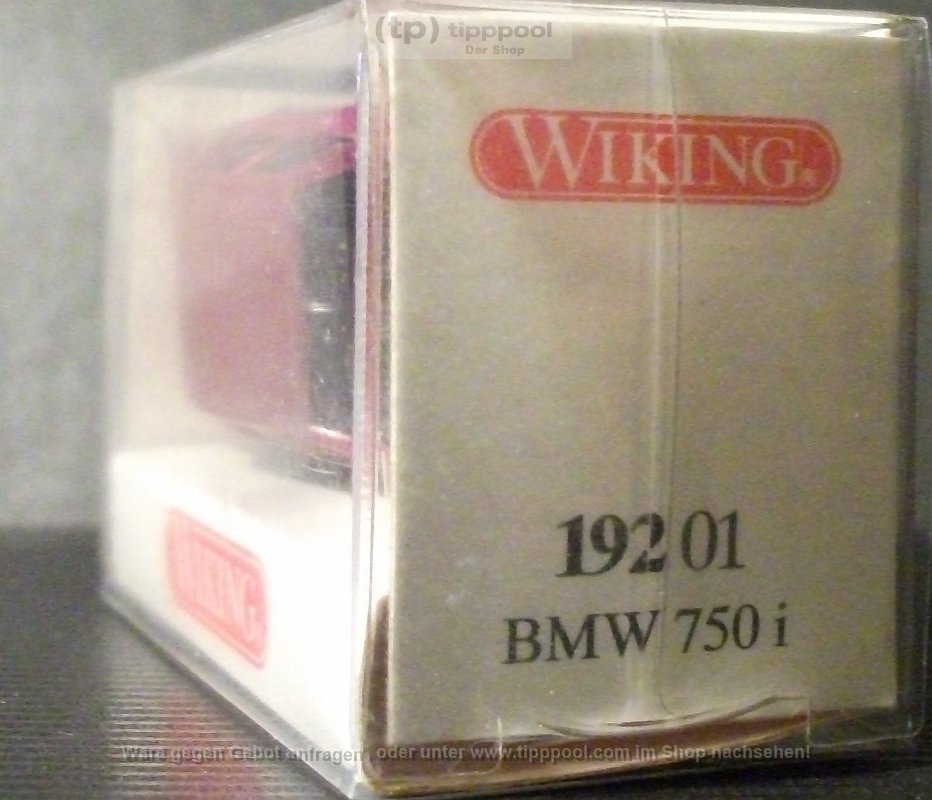 (tp) tipppool
Der Shop
WIKING®
192 01
BMW 750 i
WIKING
Ware gegen Gebot anfragen, oder unter www.tipppool.com im Shop nachsehen!